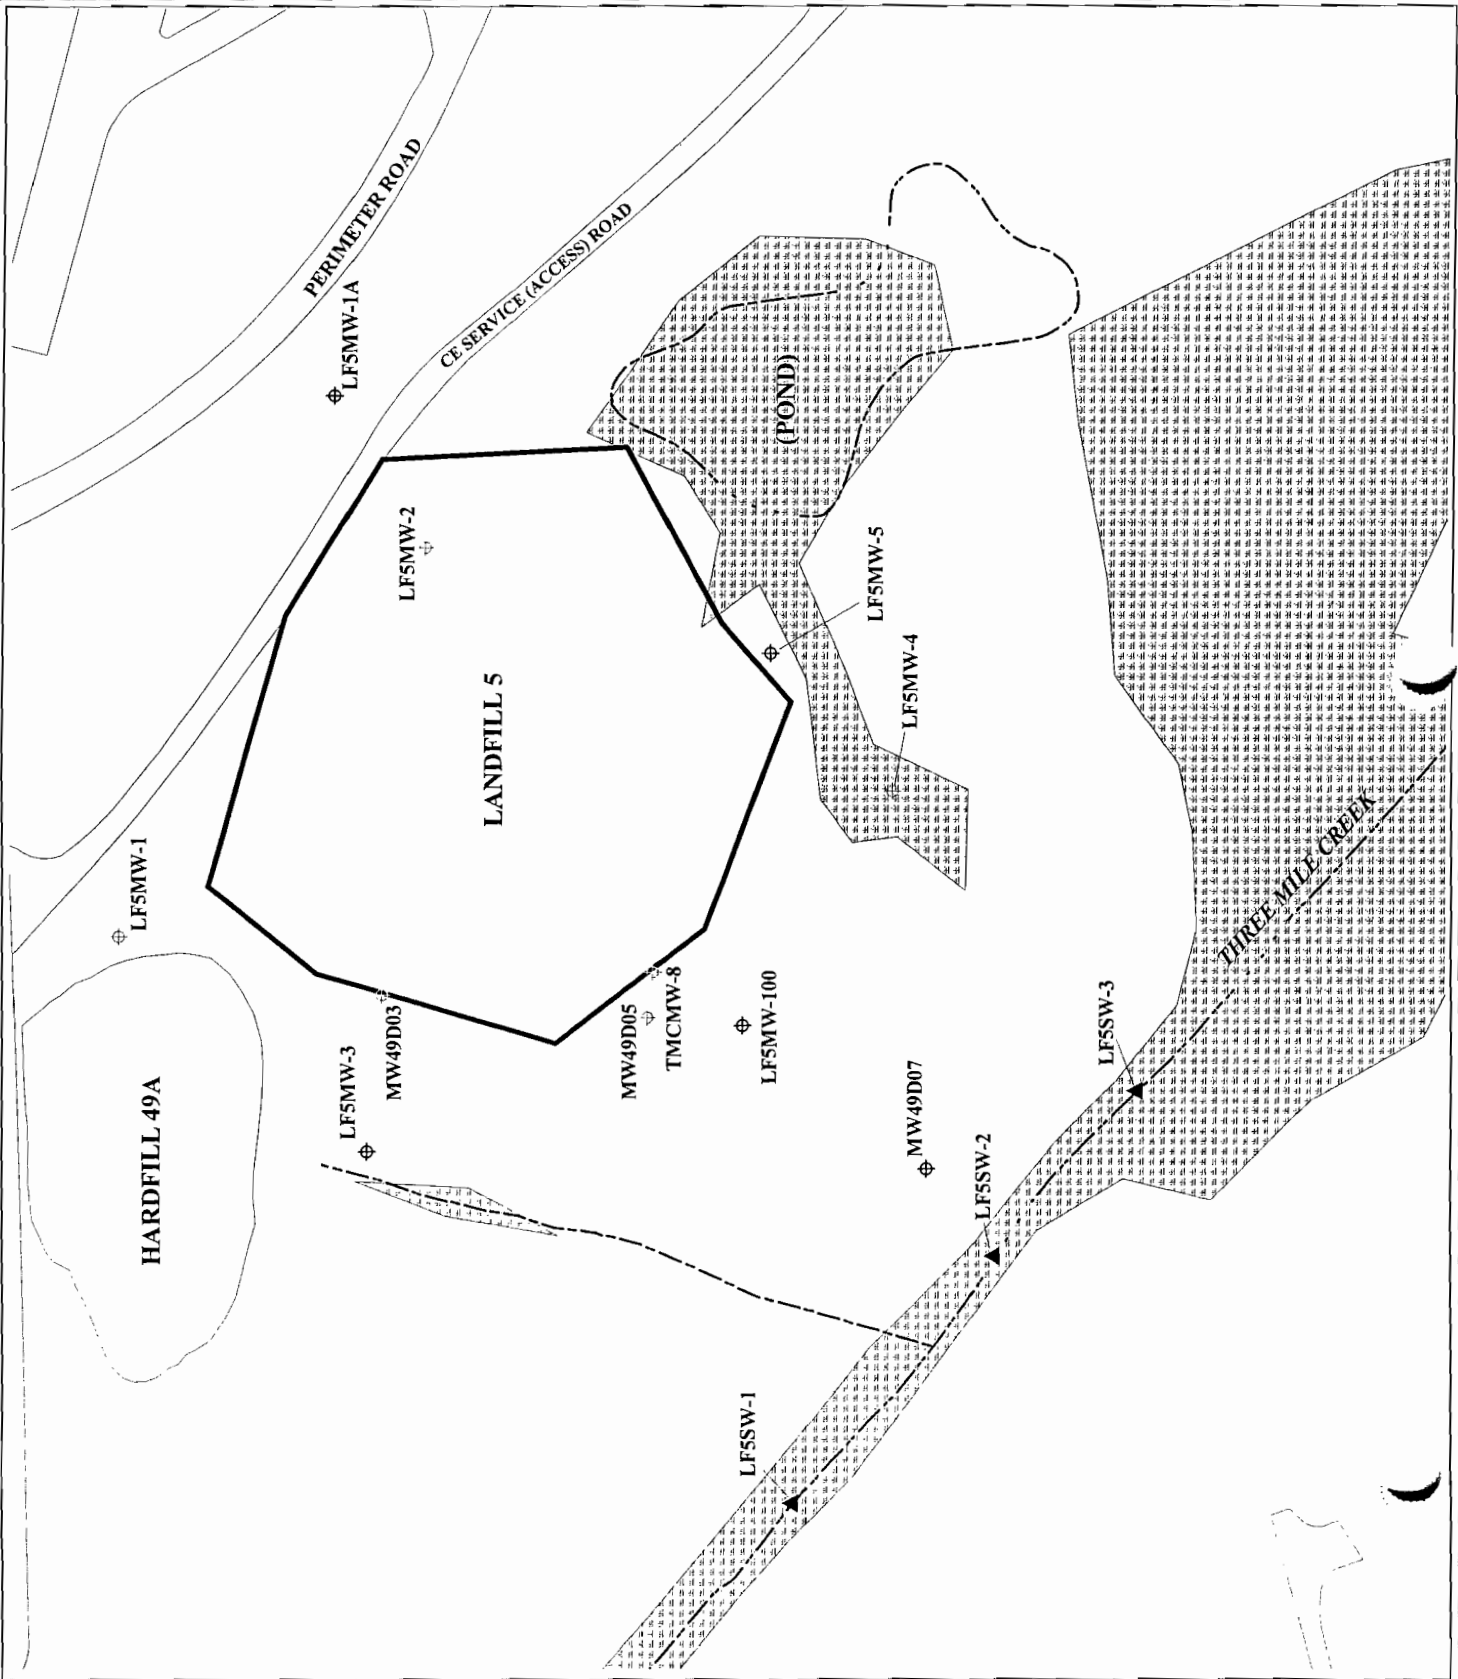 PERIMETER ROAD
LF5MW-1A
CE SERVICE (ACCESS) ROAD
(POND)
LF5MW-2
LF5MW-5
LF5MW-4
LANDFILL 5
LF5MW-1
THREE MILE CREEK
MW49D03
MW49D05
TMCMW-8
LF5MW-100
LF5SW-3
LF5MW-3
HARDFILL 49A
MW49D07
LF5SW-2
LF5SW-1